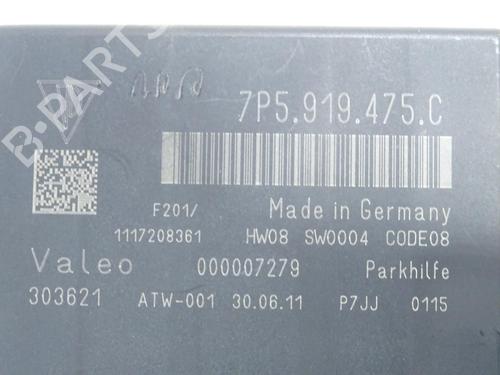 B-PARTS
7P5.919.475.C
F201/ Made in Germany
1117208361 HW08 SW0004 CODE08
Valeo 000007279 Parkhilfe
303621 ATW-001 30.06.11 P7JJ 0115